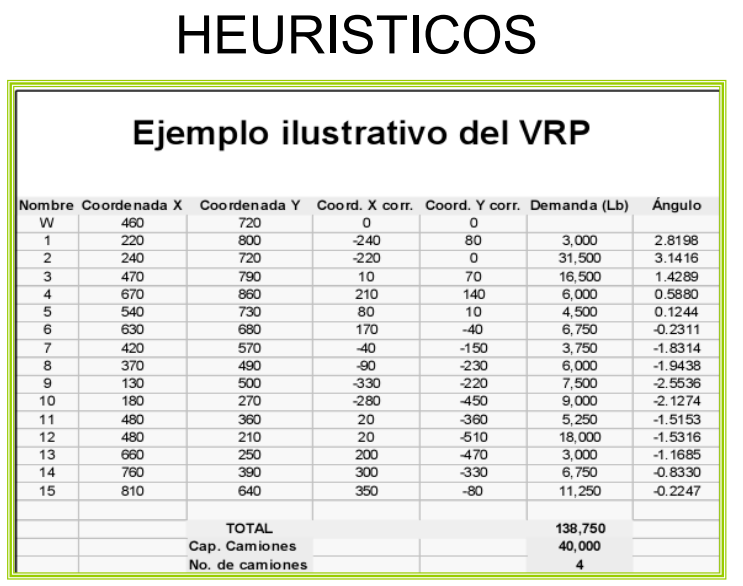 HEURISTICOS
Ejemplo ilustrativo del VRP
Nombre Coordenada X Coordenada Y Coord. X corr. Coord. Y corr. Demanda (Lb) Ángulo
W 460 720 0 0
1 220 800 -240 80 3,000 2.8198
2 240 720 -220 0 31,500 3.1416
3 470 790 10 70 16,500 1.4289
4 670 860 210 140 6,000 0.5880
5 540 730 80 10 4,500 0.1244
6 630 680 170 -40 6,750 -0.2311
7 420 570 -40 -150 3,750 -1.8314
8 370 490 -90 -230 6,000 -1.9438
9 130 500 -330 -220 7,500 -2.5536
10 180 270 -280 -450 9,000 -2.1274
11 480 360 20 -360 5,250 -1.5153
12 480 210 20 -510 18,000 -1.5316
13 660 250 200 -470 3,000 -1.1685
14 760 390 300 -330 6,750 -0.8330
15 810 640 350 -80 11,250 -0.2247
TOTAL 138,750
Cap. Camiones 40,000
No. de camiones 4